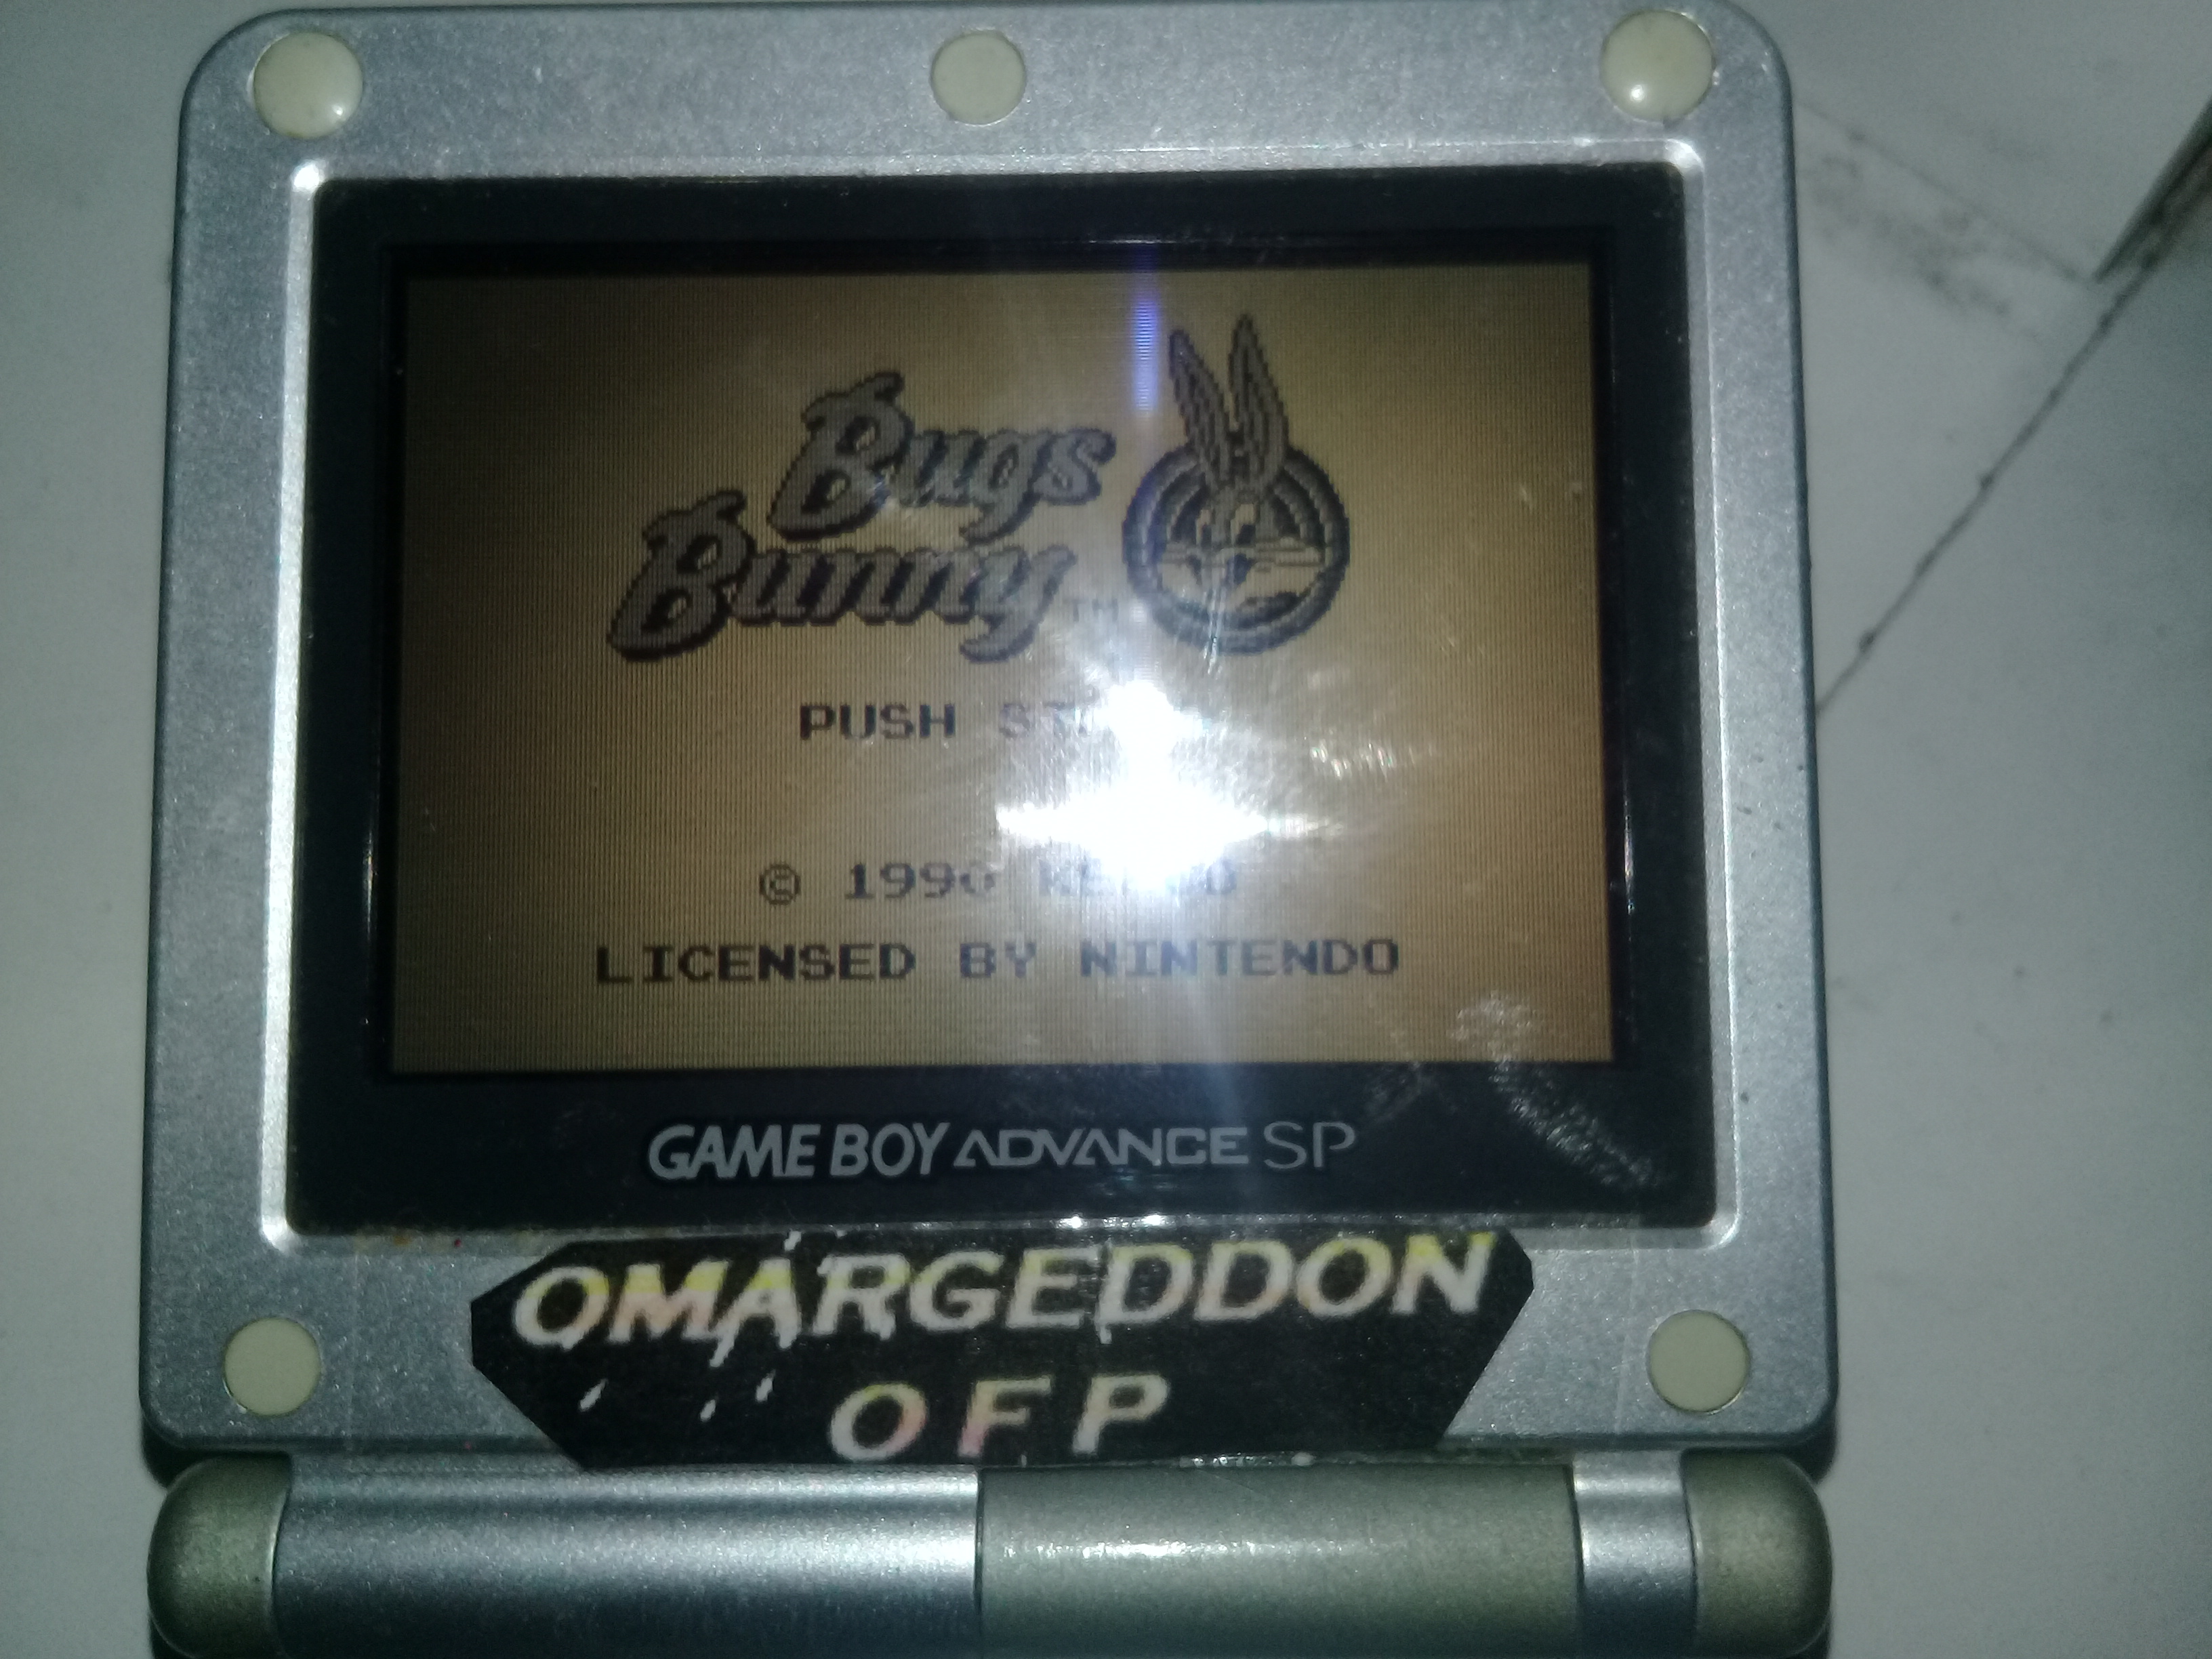 Bugs
Bunny TM
PUSH
© 1990
LICENSED BY NINTENDO
GAME BOY ADVANCE SP
OMARGEDDON
OFP